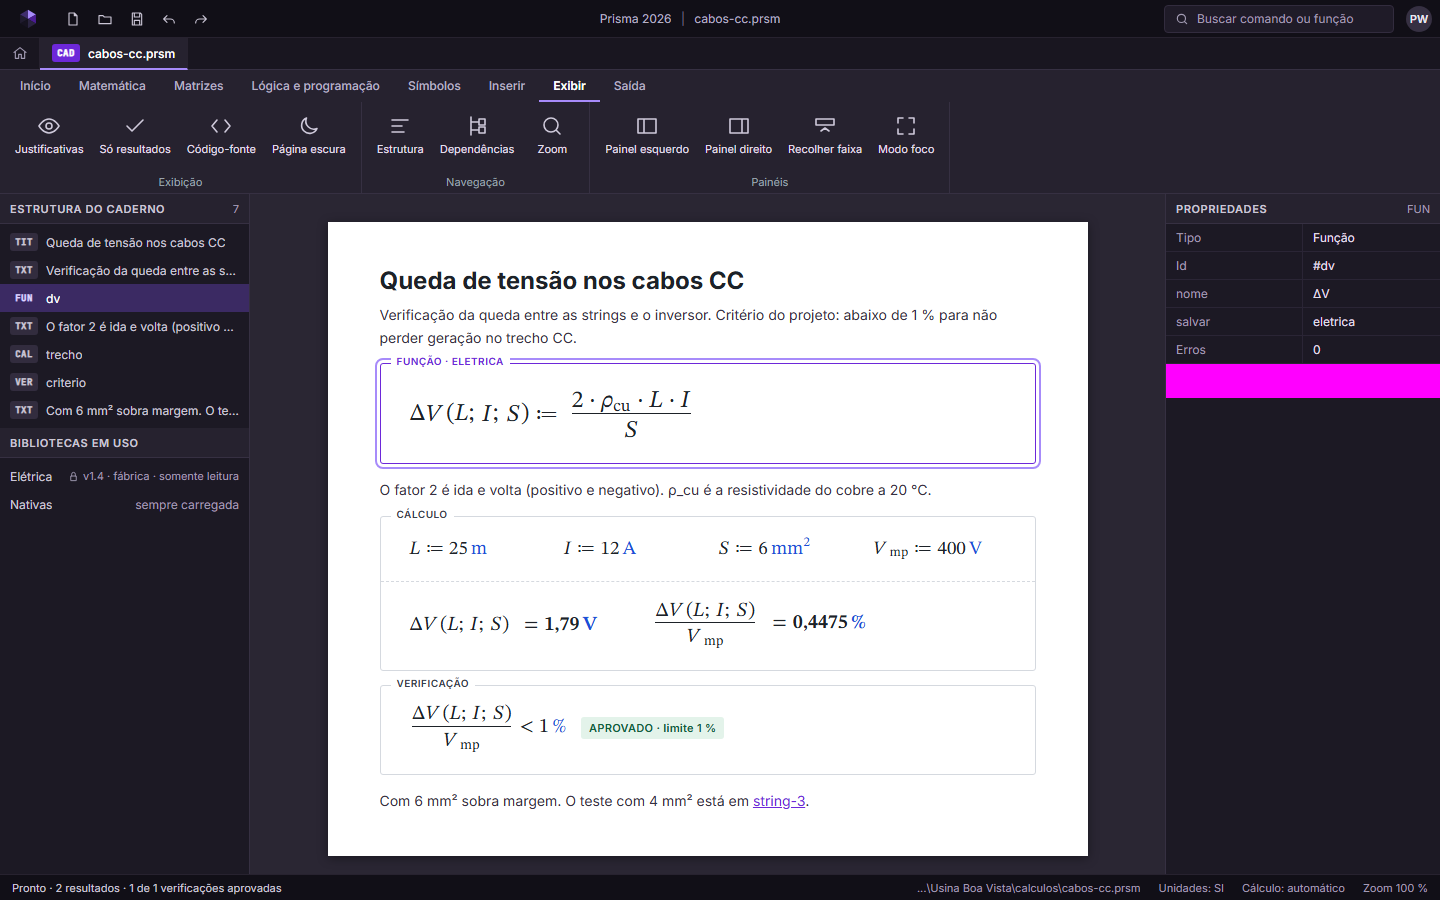 Prisma 2026 | cabos-cc.prsm
Buscar comando ou função
PW
CAD cabos-cc.prsm
Início Matemática Matrizes Lógica e programação Símbolos Inserir Exibir Saída
Justificativas Só resultados Código-fonte Página escura Estrutura Dependências Zoom Painel esquerdo Painel direito Recolher faixa Modo foco
Exibição Navegação Painéis
ESTRUTURA DO CADERNO 7
TIT Queda de tensão nos cabos CC
TXT Verificação da queda entre as s...
FUN dv
TXT O fator 2 é ida e volta (positivo ...
CAL trecho
VER criterio
TXT Com 6 mm² sobra margem. O te...
BIBLIOTECAS EM USO
Elétrica v1.4 · fábrica · somente leitura
Nativas sempre carregada
Queda de tensão nos cabos CC
Verificação da queda entre as strings e o inversor. Critério do projeto: abaixo de 1 % para não
perder geração no trecho CC.
FUNÇÃO · ELETRICA
ΔV(L; I; S) ≔ (2 · ρcu · L · I) / S
O fator 2 é ida e volta (positivo e negativo). ρ_cu é a resistividade do cobre a 20 °C.
CÁLCULO
L ≔ 25 m I ≔ 12 A S ≔ 6 mm² V mp ≔ 400 V
ΔV(L; I; S) = 1,79 V ΔV(L; I; S) / V mp = 0,4475 %
VERIFICAÇÃO
ΔV(L; I; S) / V mp < 1 % APROVADO · limite 1 %
Com 6 mm² sobra margem. O teste com 4 mm² está em string-3.
PROPRIEDADES FUN
Tipo Função
Id #dv
nome ΔV
salvar eletrica
Erros 0
Pronto · 2 resultados · 1 de 1 verificações aprovadas
...\Usina Boa Vista\calculos\cabos-cc.prsm Unidades: SI Cálculo: automático Zoom 100 %